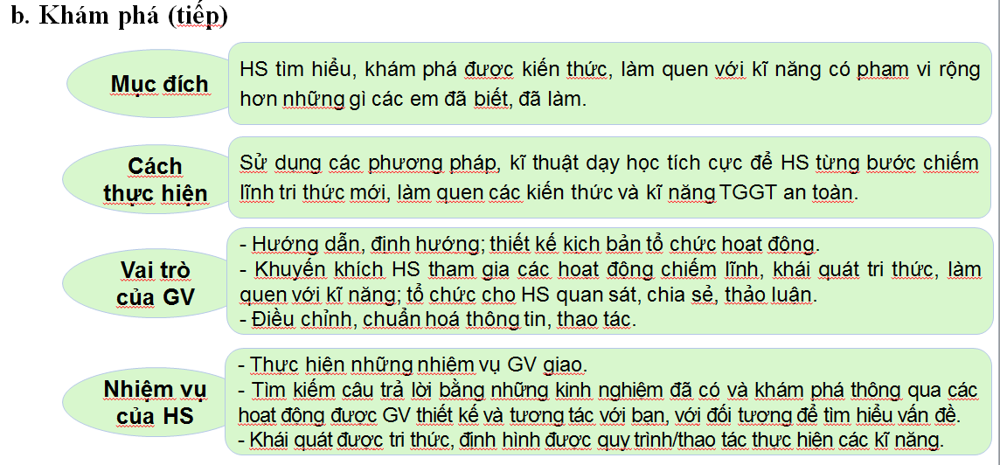 b. Khám phá (tiếp)
Mục đích
HS tìm hiểu, khám phá được kiến thức, làm quen với kĩ năng có phạm vi rộng
hơn những gì các em đã biết, đã làm.
Cách
thực hiện
Sử dụng các phương pháp, kĩ thuật dạy học tích cực để HS từng bước chiếm
lĩnh tri thức mới, làm quen các kiến thức và kĩ năng TGGT an toàn.
Vai trò
của GV
- Hướng dẫn, định hướng; thiết kế kịch bản tổ chức hoạt động.
- Khuyến khích HS tham gia các hoạt động chiếm lĩnh, khái quát tri thức, làm
quen với kĩ năng; tổ chức cho HS quan sát, chia sẻ, thảo luận.
- Điều chỉnh, chuẩn hoá thông tin, thao tác.
Nhiệm vụ
của HS
- Thực hiện những nhiệm vụ GV giao.
- Tìm kiếm câu trả lời bằng những kinh nghiệm đã có và khám phá thông qua các
hoạt động được GV thiết kế và tương tác với bạn, với đối tượng để tìm hiểu vấn đề.
- Khái quát được tri thức, định hình được quy trình/thao tác thực hiện các kĩ năng.